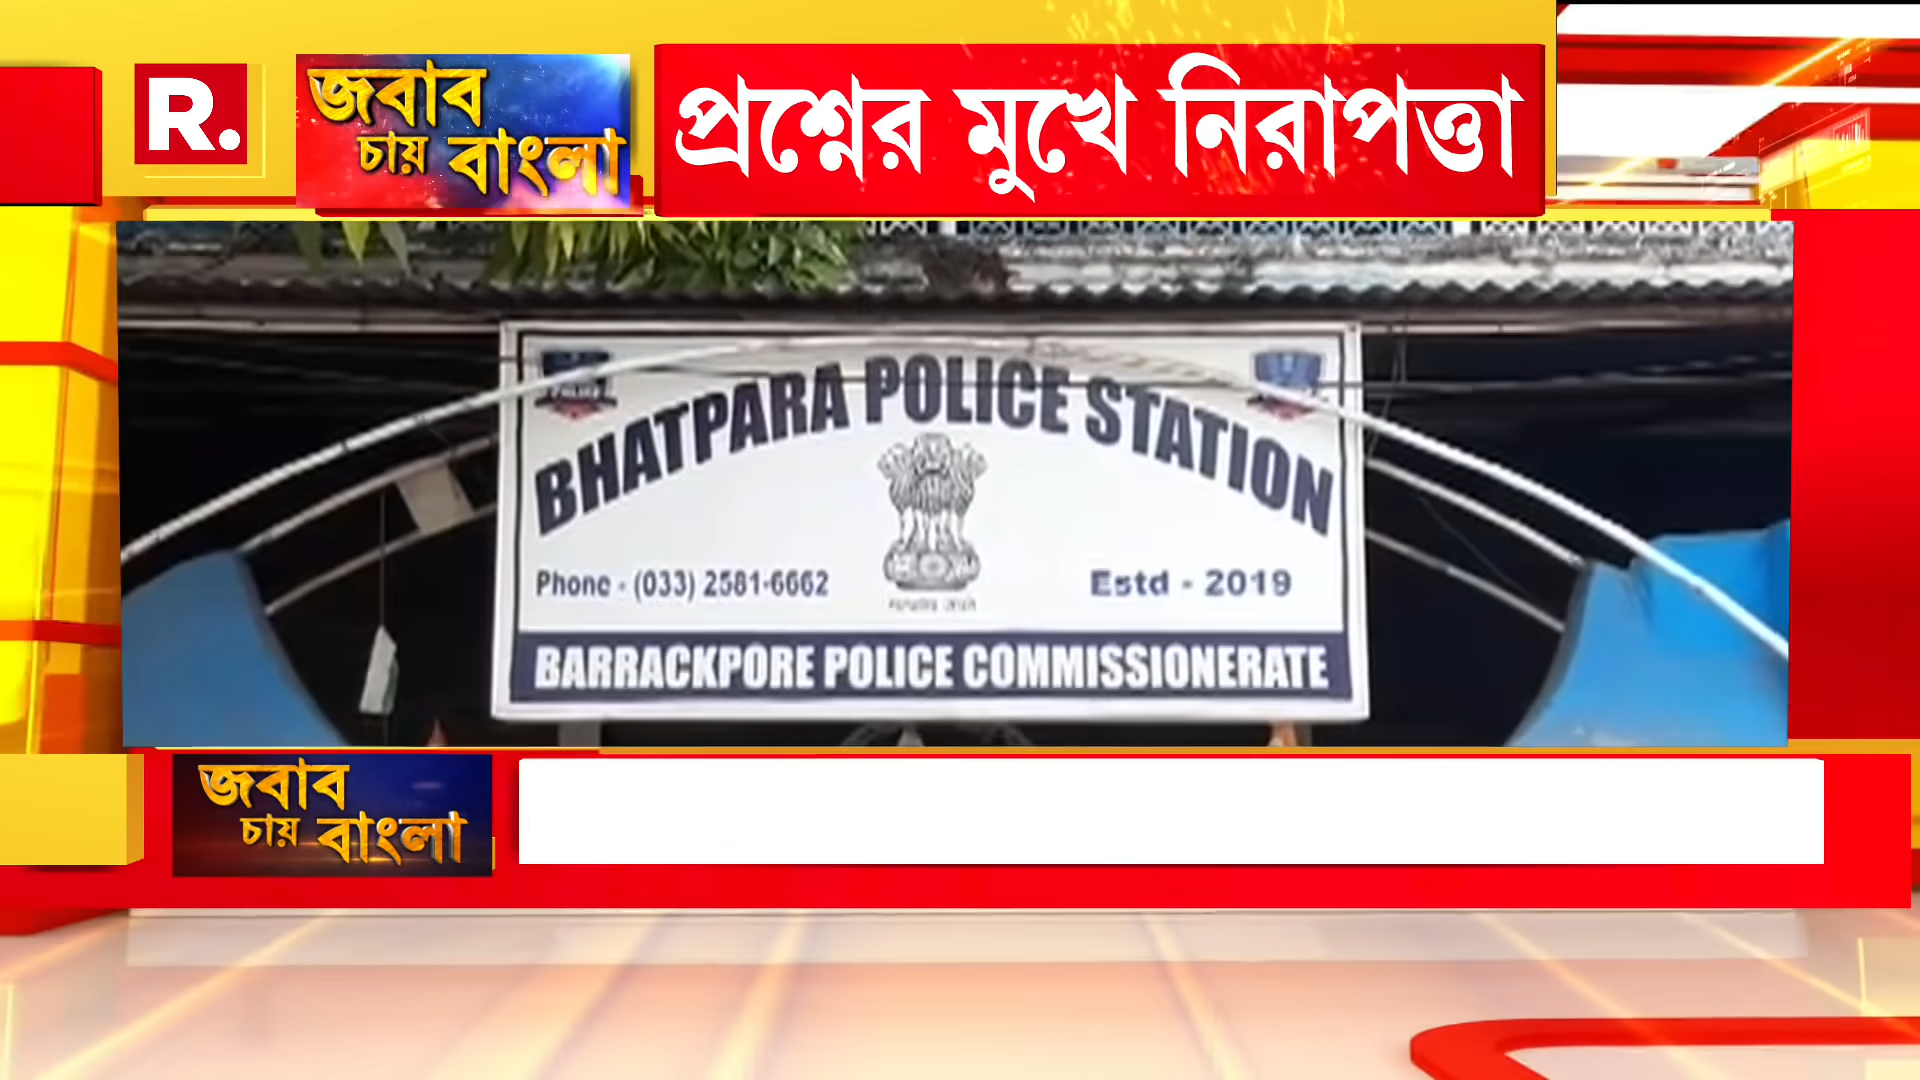 R.
জবাব
চায় বাংলা
প্রশ্নের মুখে নিরাপত্তা
BHATPARA POLICE STATION
Phone - (033) 2581-6662
Estd - 2019
BARRACKPORE POLICE COMMISSIONERATE
জবাব
চায় বাংলা